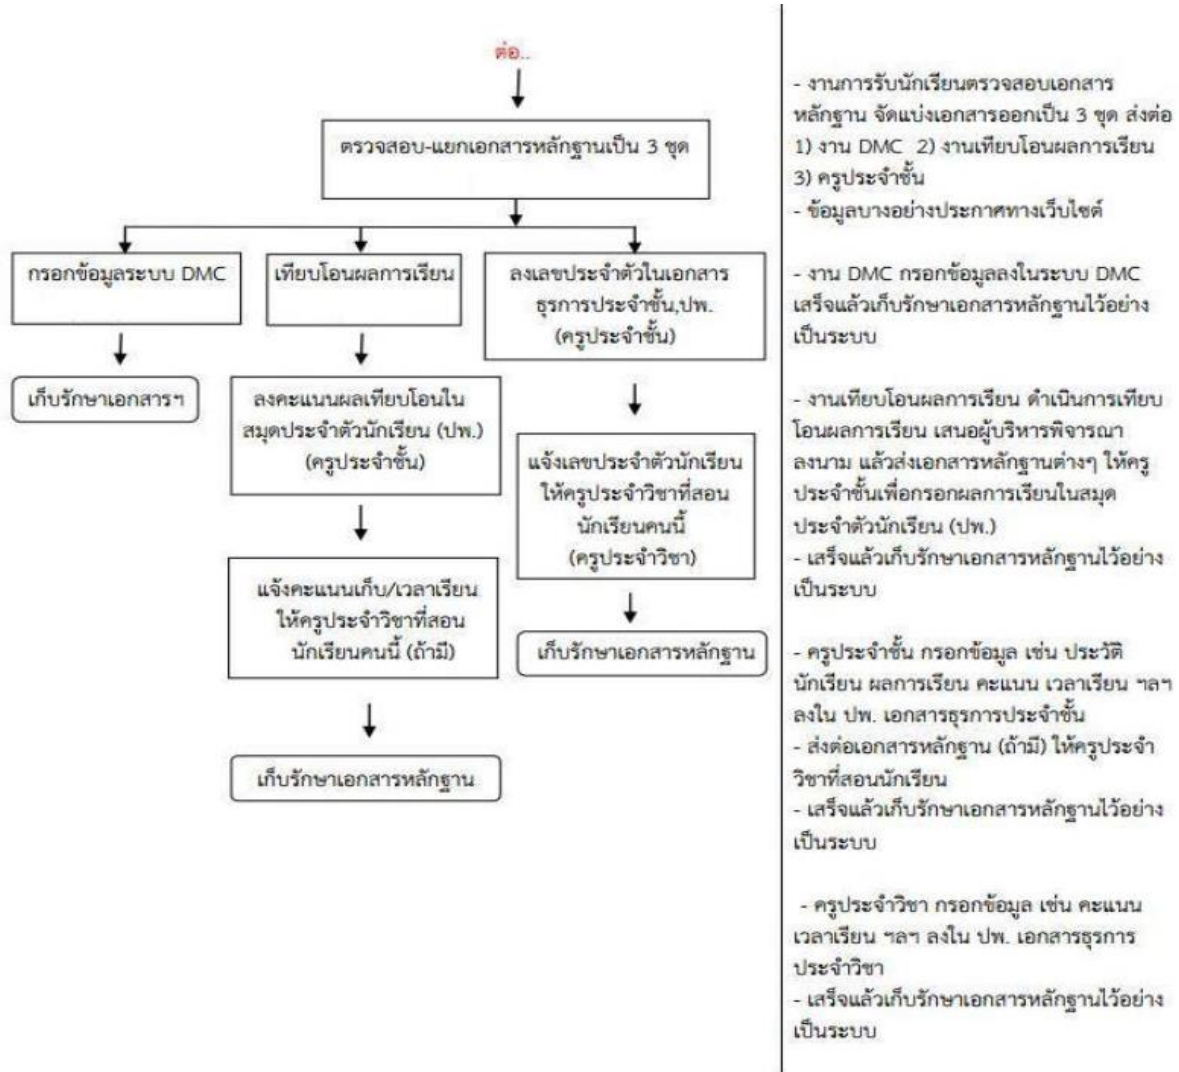 ต่อ..
ตรวจสอบ-แยกเอกสารหลักฐานเป็น 3 ชุด
กรอกข้อมูลระบบ DMC
เก็บรักษาเอกสารฯ
เทียบโอนผลการเรียน
ลงคะแนนผลเทียบโอนใน
สมุดประจำตัวนักเรียน (ปพ.)
(ครูประจำชั้น)
แจ้งคะแนนเก็บ/เวลาเรียน
ให้ครูประจำวิชาที่สอน
นักเรียนคนนี้ (ถ้ามี)
เก็บรักษาเอกสารหลักฐาน
ลงเลขประจำตัวในเอกสาร
ธุรการประจำชั้น,ปพ.
(ครูประจำชั้น)
แจ้งเลขประจำตัวนักเรียน
ให้ครูประจำวิชาที่สอน
นักเรียนคนนี้
(ครูประจำวิชา)
เก็บรักษาเอกสารหลักฐาน
- งานการรับนักเรียนตรวจสอบเอกสาร
หลักฐาน จัดแบ่งเอกสารออกเป็น 3 ชุด ส่งต่อ
1) งาน DMC 2) งานเทียบโอนผลการเรียน
3) ครูประจำชั้น
- ข้อมูลบางอย่างประกาศทางเว็บไซต์
- งาน DMC กรอกข้อมูลลงในระบบ DMC
เสร็จแล้วเก็บรักษาเอกสารหลักฐานไว้อย่าง
เป็นระบบ
- งานเทียบโอนผลการเรียน ดำเนินการเทียบ
โอนผลการเรียน เสนอผู้บริหารพิจารณา
ลงนาม แล้วส่งเอกสารหลักฐานต่างๆ ให้ครู
ประจำชั้นเพื่อกรอกผลการเรียนในสมุด
ประจำตัวนักเรียน (ปพ.)
- เสร็จแล้วเก็บรักษาเอกสารหลักฐานไว้อย่าง
เป็นระบบ
- ครูประจำชั้น กรอกข้อมูล เช่น ประวัติ
นักเรียน ผลการเรียน คะแนน เวลาเรียน ฯลฯ
ลงใน ปพ. เอกสารธุรการประจำชั้น
- ส่งต่อเอกสารหลักฐาน (ถ้ามี) ให้ครูประจำ
วิชาที่สอนนักเรียน
- เสร็จแล้วเก็บรักษาเอกสารหลักฐานไว้อย่าง
เป็นระบบ
- ครูประจำวิชา กรอกข้อมูล เช่น คะแนน
เวลาเรียน ฯลฯ ลงใน ปพ. เอกสารธุรการ
ประจำวิชา
- เสร็จแล้วเก็บรักษาเอกสารหลักฐานไว้อย่าง
เป็นระบบ